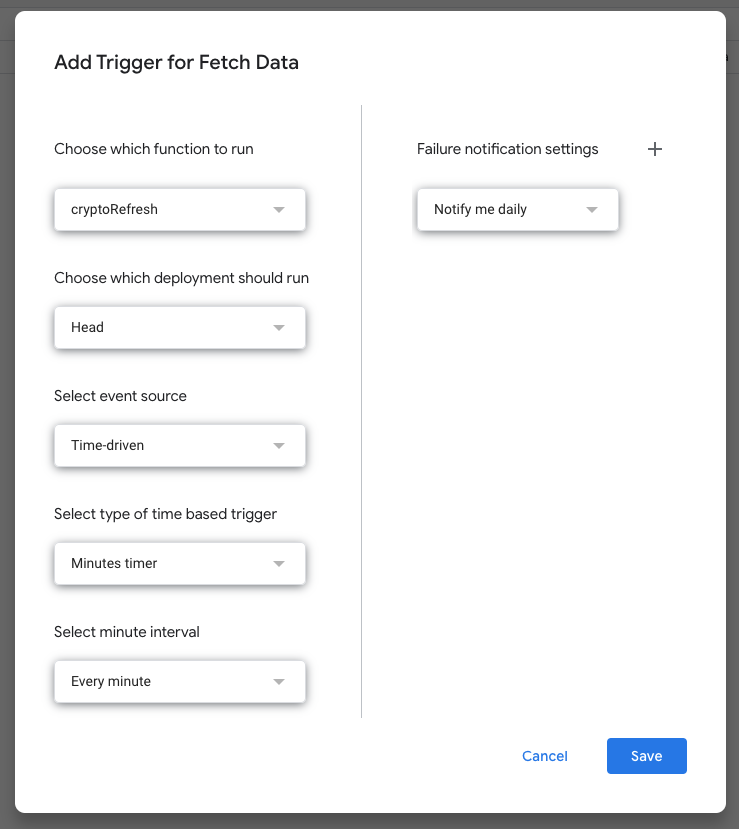 Add Trigger for Fetch Data
Choose which function to run
cryptoRefresh
Choose which deployment should run
Head
Select event source
Time-driven
Select type of time based trigger
Minutes timer
Select minute interval
Every minute
Failure notification settings
Notify me daily
Cancel
Save